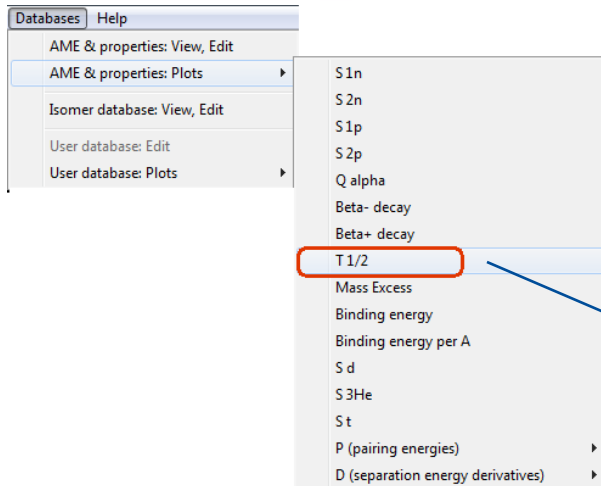 Databases Help
AME & properties: View, Edit
AME & properties: Plots
Isomer database: View, Edit
User database: Edit
User database: Plots
S 1n
S 2n
S 1p
S 2p
Q alpha
Beta- decay
Beta+ decay
T 1/2
Mass Excess
Binding energy
Binding energy per A
S d
S 3He
S t
P (pairing energies)
D (separation energy derivatives)